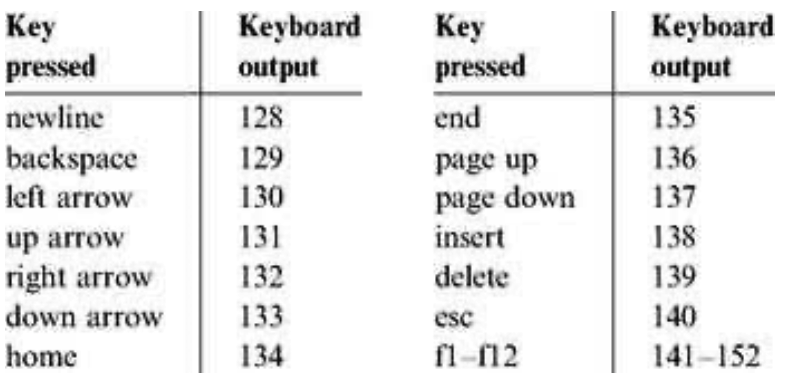 Key Keyboard Key Keyboard
pressed output pressed output
newline 128 end 135
backspace 129 page up 136
left arrow 130 page down 137
up arrow 131 insert 138
right arrow 132 delete 139
down arrow 133 esc 140
home 134 f1–f12 141–152